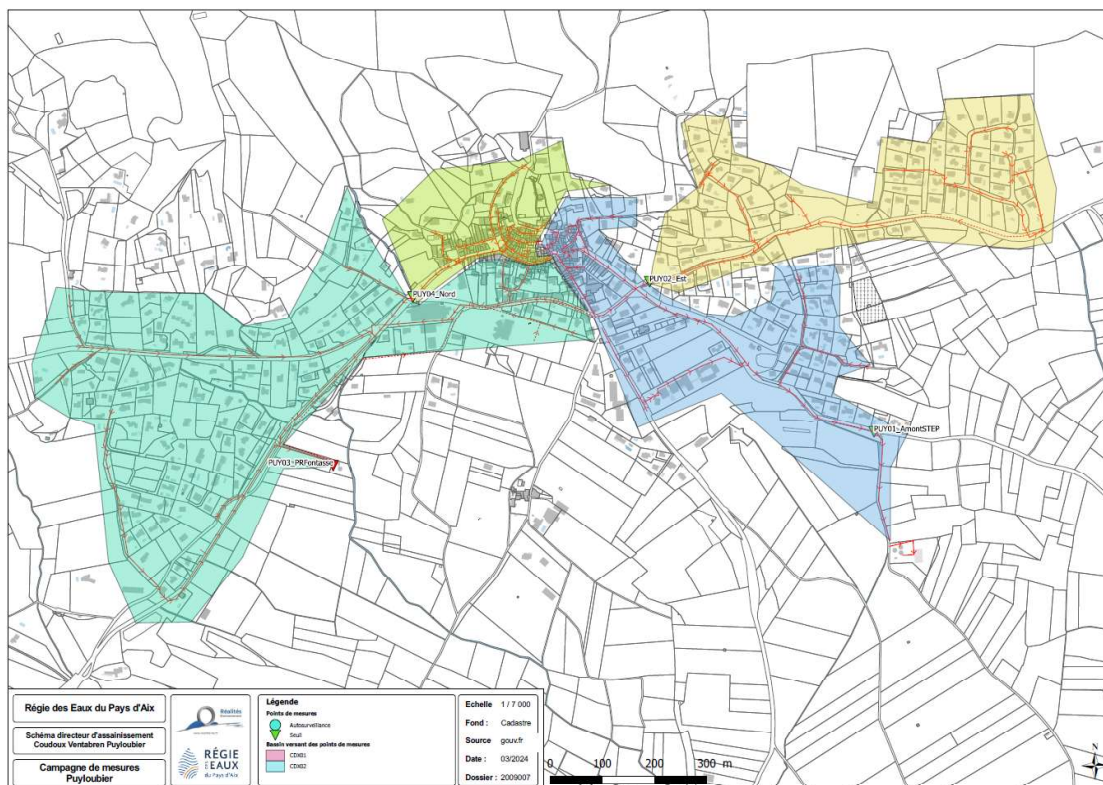 PUY04_Nord
PUY02_Est
PUY01_AmontSTEP
PUY03_PRFontasse
Régie des Eaux du Pays d'Aix
Schéma directeur d'assainissement
Coudoux Ventabren Puyloubier
Campagne de mesures
Puyloubier
Réalités
RÉGIE
DES EAUX
du Pays d'Aix
Légende
Points de mesures
Autosurveillance
Seuil
Bassin versant des points de mesures
CDX01
CDX02
Echelle 1 / 7 000
Fond : Cadastre
Source gouv.fr
Date : 03/2024
Dossier : 2009007
0 100 200 300 m
N